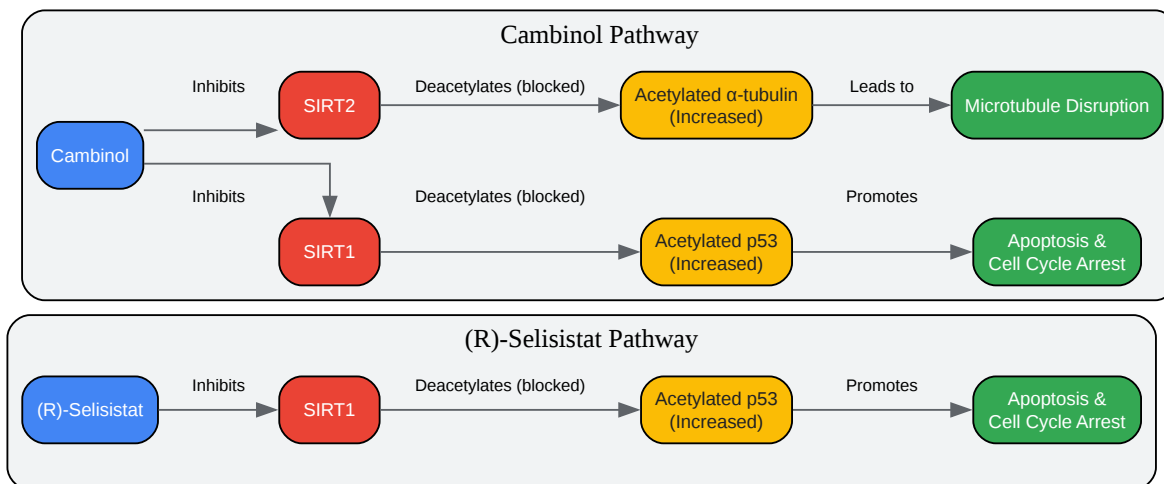 Cambinol Pathway
Inhibits
Deacetylates (blocked)
Leads to
Cambinol
SIRT2
Acetylated α-tubulin
(Increased)
Microtubule Disruption
Inhibits
Deacetylates (blocked)
Promotes
SIRT1
Acetylated p53
(Increased)
Apoptosis &
Cell Cycle Arrest
(R)-Selisistat Pathway
Inhibits
Deacetylates (blocked)
Promotes
(R)-Selisistat
SIRT1
Acetylated p53
(Increased)
Apoptosis &
Cell Cycle Arrest